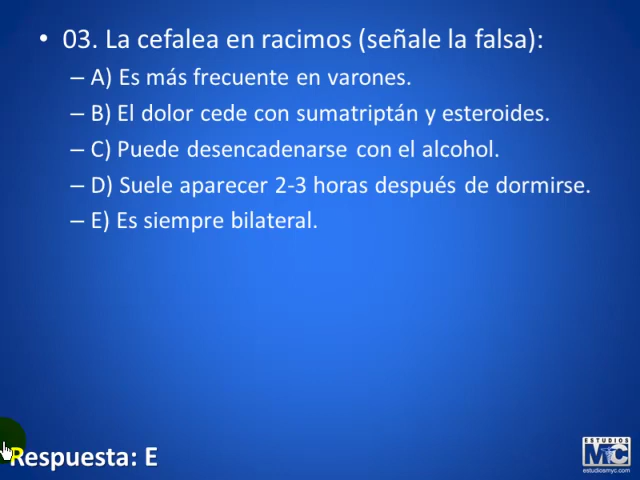 • 03. La cefalea en racimos (señale la falsa):
– A) Es más frecuente en varones.
– B) El dolor cede con sumatriptán y esteroides.
– C) Puede desencadenarse con el alcohol.
– D) Suele aparecer 2-3 horas después de dormirse.
– E) Es siempre bilateral.
Respuesta: E
ESTUDIOS
MyC
estudiosmyc.com